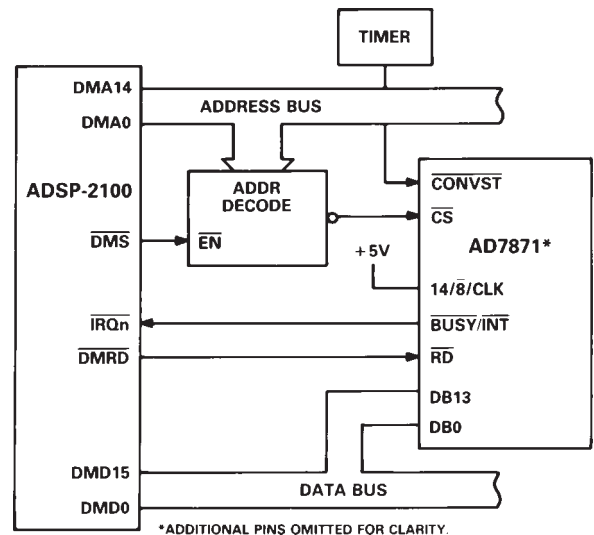 TIMER
DMA14
ADDRESS BUS
DMA0
ADSP-2100
ADDR
DECODE
CONVST
CS
AD7871*
DMS
EN
+5V
14/8/CLK
IRQn
BUSY/INT
DMRD
RD
DB13
DB0
DMD15
DATA BUS
DMD0
*ADDITIONAL PINS OMITTED FOR CLARITY.